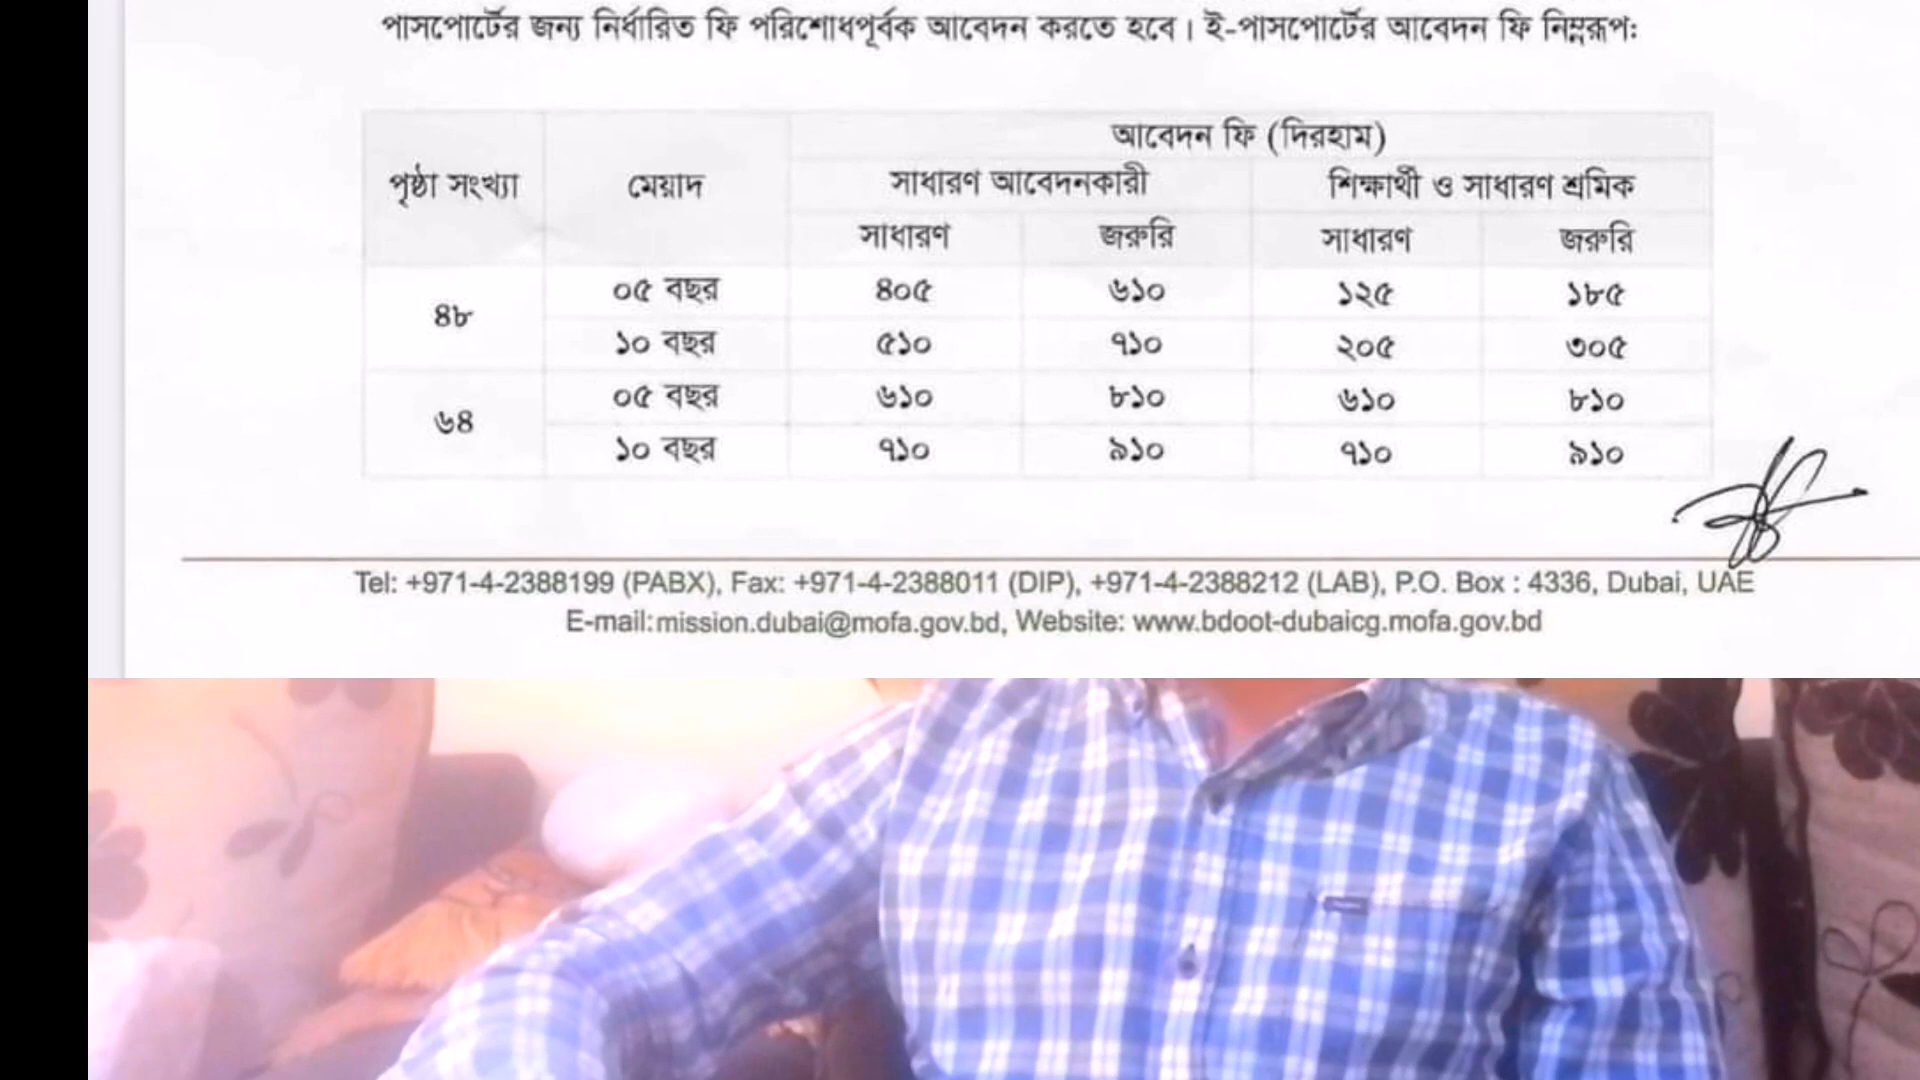 পাসপোর্টের জন্য নির্ধারিত ফি পরিশোধপূর্বক আবেদন করতে হবে। ই-পাসপোর্টের আবেদন ফি নিম্নরূপঃ
আবেদন ফি (দিরহাম)
পৃষ্ঠা সংখ্যা মেয়াদ সাধারণ আবেদনকারী শিক্ষার্থী ও সাধারণ শ্রমিক
সাধারণ জরুরি সাধারণ জরুরি
৪৮ ০৫ বছর ৪০৫ ৬১০ ১২৫ ১৮৫
১০ বছর ৫১০ ৭১০ ২০৫ ৩০৫
৬৪ ০৫ বছর ৬১০ ৮১০ ৬১০ ৮১০
১০ বছর ৭১০ ৯১০ ৭১০ ৯১০
Tel: +971-4-2388199 (PABX), Fax: +971-4-2388011 (DIP), +971-4-2388212 (LAB), P.O. Box : 4336, Dubai, UAE
E-mail:mission.dubai@mofa.gov.bd, Website: www.bdoot-dubaicg.mofa.gov.bd